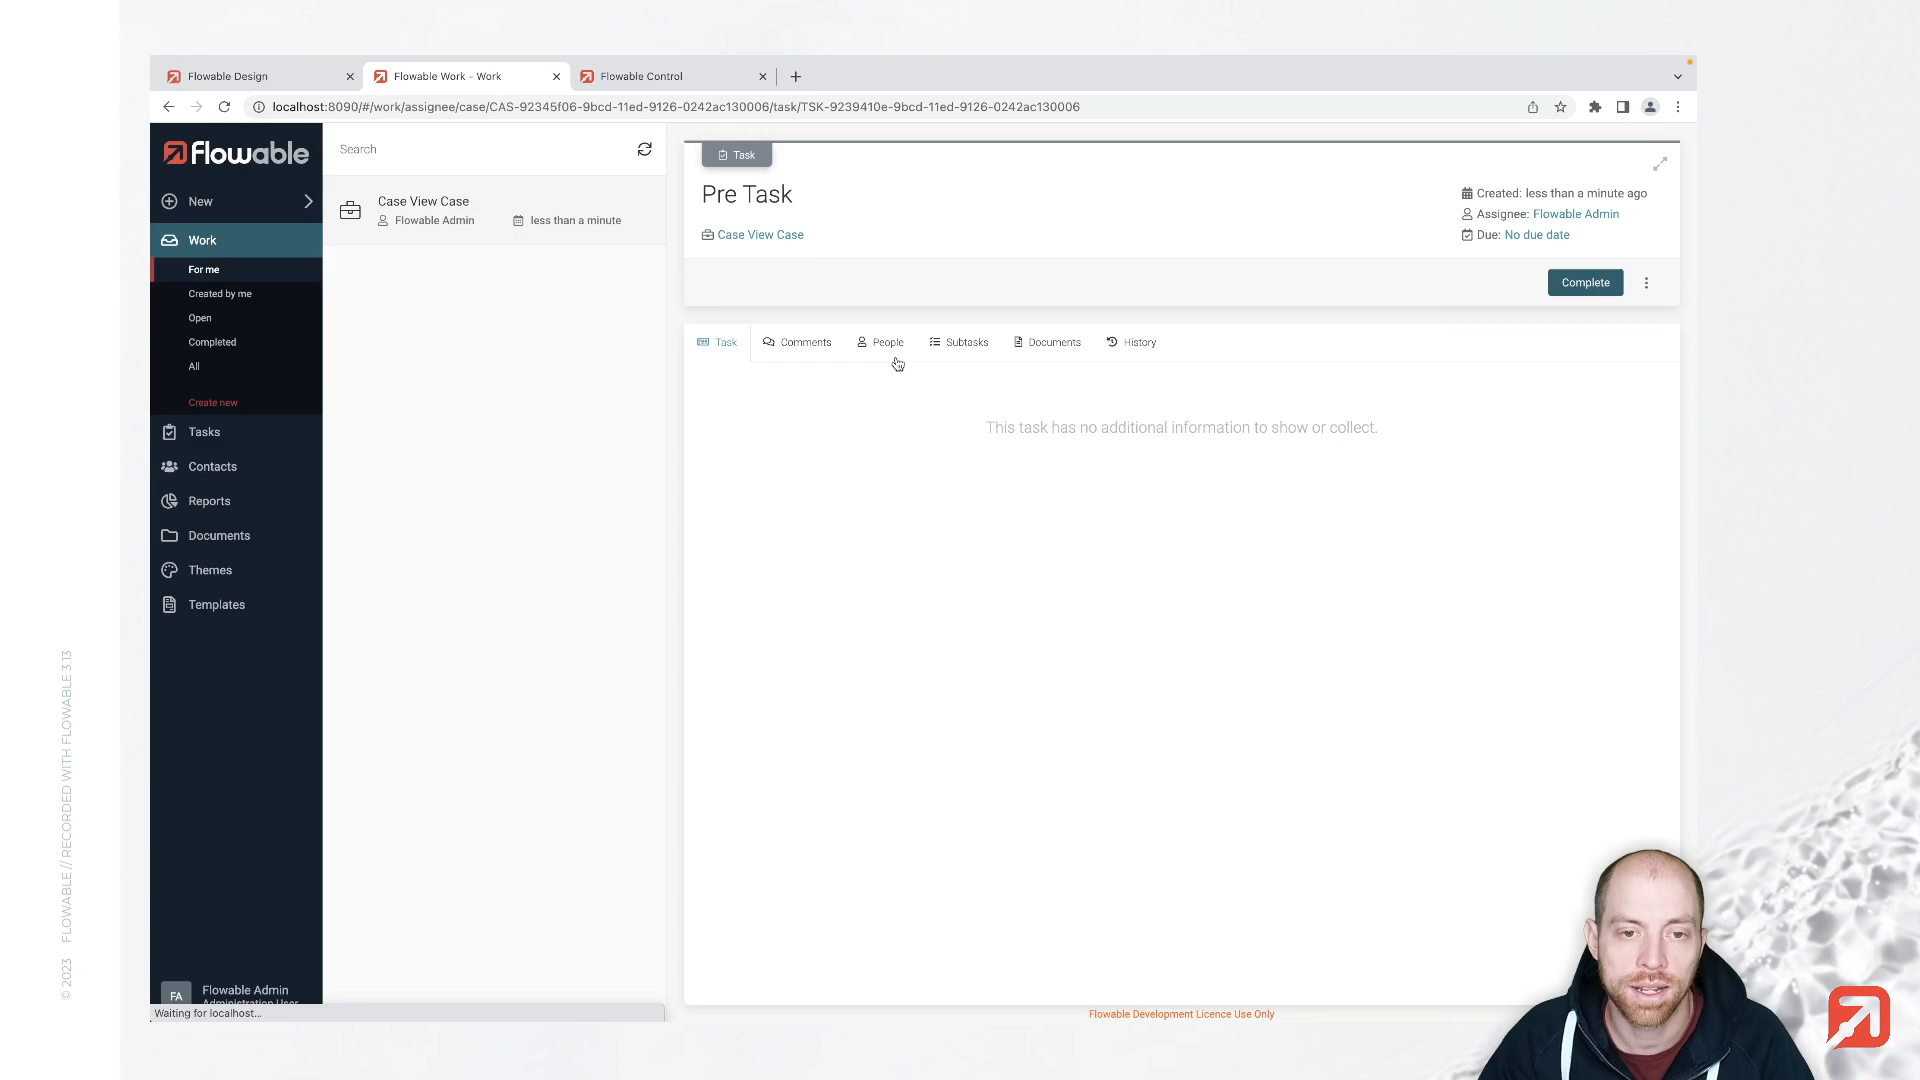 Flowable Design
Flowable Work - Work
Flowable Control
localhost:8090/#/work/assignee/case/CAS-92345f06-9bcd-11ed-9126-0242ac130006/task/TSK-9239410e-9bcd-11ed-9126-0242ac130006
Flowable
New
Work
For me
Created by me
Open
Completed
All
Create new
Tasks
Contacts
Reports
Documents
Themes
Templates
FA
Flowable Admin
Administration User
Waiting for localhost...
Search
Case View Case
Flowable Admin
less than a minute
Task
Pre Task
Case View Case
Created: less than a minute ago
Assignee: Flowable Admin
Due: No due date
Complete
Task
Comments
People
Subtasks
Documents
History
This task has no additional information to show or collect.
Flowable Development Licence Use Only
© 2023 FLOWABLE // RECORDED WITH FLOWABLE 3.13